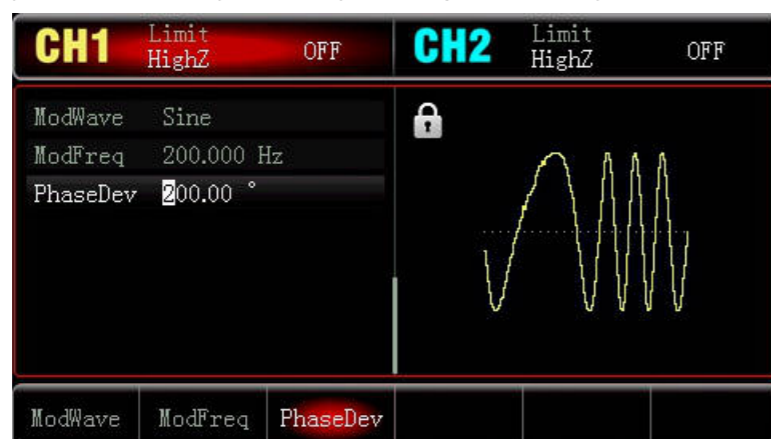 CH1 Limit HighZ OFF CH2 Limit HighZ OFF
ModWave Sine
ModFreq 200.000 Hz
PhaseDev 200.00 °
ModWave ModFreq PhaseDev